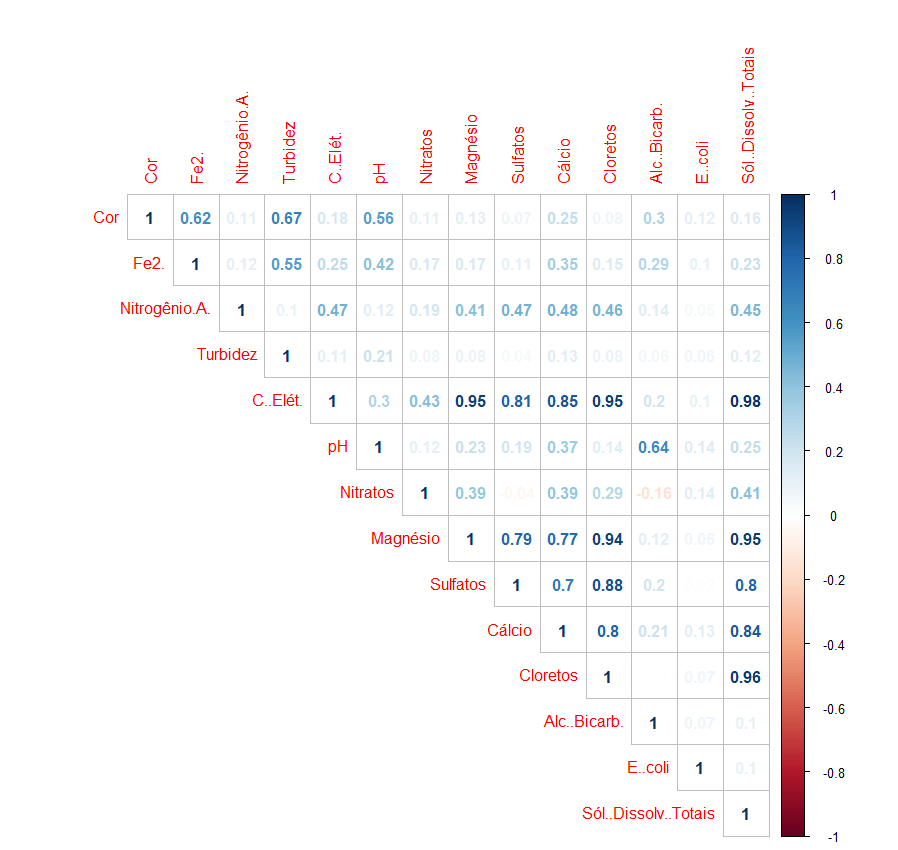 Cor
Fe2.
Nitrogênio.A.
Turbidez
C..Elét.
pH
Nitratos
Magnésio
Sulfatos
Cálcio
Cloretos
Alc..Bicarb.
E..coli
Sól..Dissolv..Totais
Cor 1 0.62 0.11 0.67 0.18 0.56 0.11 0.13 0.07 0.25 0.08 0.3 0.12 0.16
Fe2. 1 0.12 0.55 0.25 0.42 0.17 0.17 0.11 0.35 0.15 0.29 0.1 0.23
Nitrogênio.A. 1 0.1 0.47 0.12 0.19 0.41 0.47 0.48 0.46 0.14 0.05 0.45
Turbidez 1 0.11 0.21 0.08 0.08 0.04 0.13 0.08 0.06 0.06 0.12
C..Elét. 1 0.3 0.43 0.95 0.81 0.85 0.95 0.2 0.1 0.98
pH 1 0.12 0.23 0.19 0.37 0.14 0.64 0.14 0.25
Nitratos 1 0.39 -0.04 0.39 0.29 -0.16 0.14 0.41
Magnésio 1 0.79 0.77 0.94 0.12 0.06 0.95
Sulfatos 1 0.7 0.88 0.2 0.8
Cálcio 1 0.8 0.21 0.13 0.84
Cloretos 1 0.07 0.96
Alc..Bicarb. 1 0.07 0.1
E..coli 1 0.1
Sól..Dissolv..Totais 1
1
0.8
0.6
0.4
0.2
0
-0.2
-0.4
-0.6
-0.8
-1